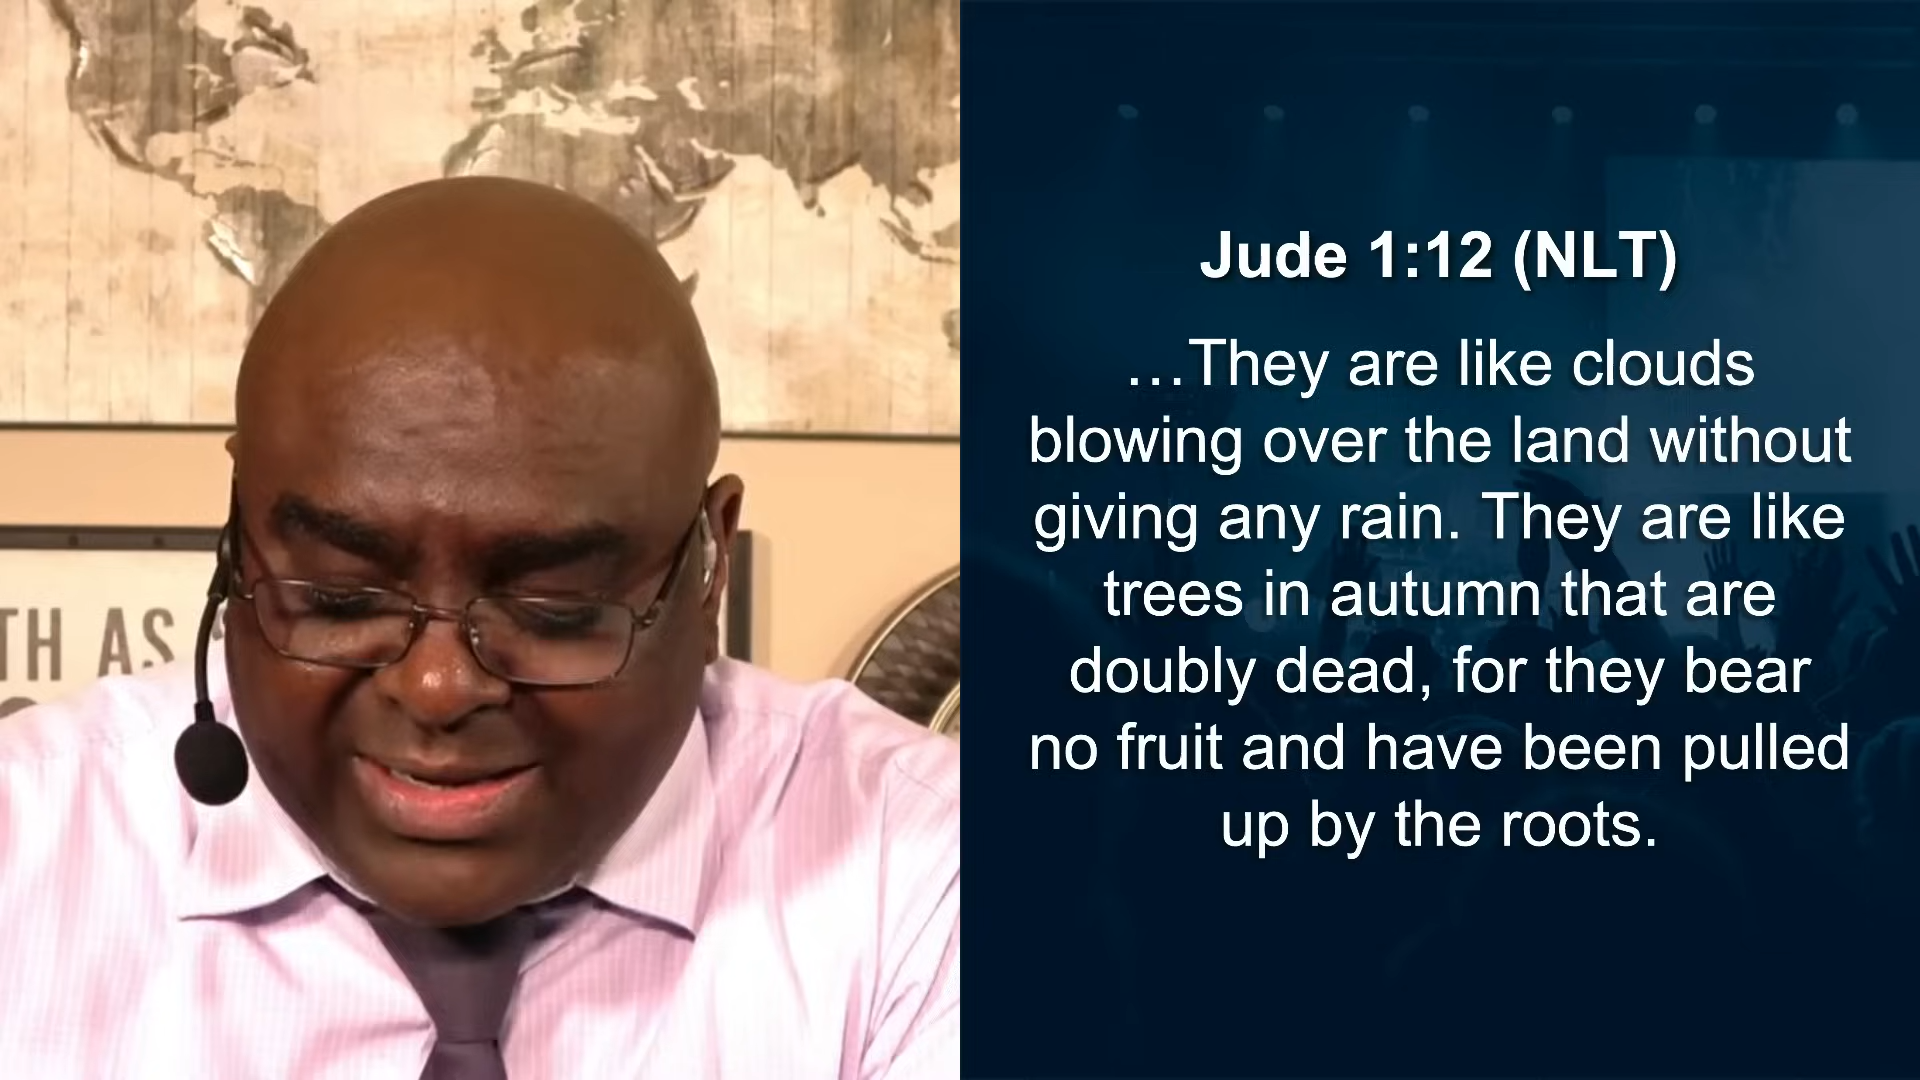 TH AS
Jude 1:12 (NLT)
…They are like clouds
blowing over the land without
giving any rain. They are like
trees in autumn that are
doubly dead, for they bear
no fruit and have been pulled
up by the roots.